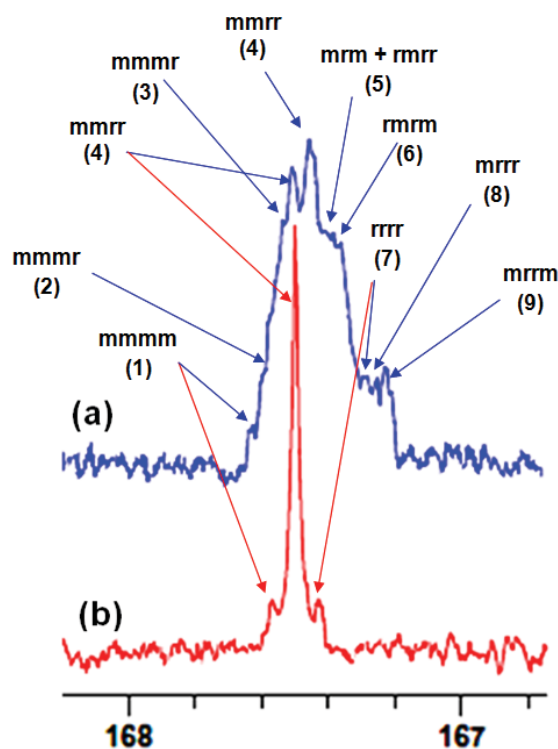 mmrr
(4)
mmmr
(3)
mrm + rmrr
(5)
mmrr
(4)
rmrm
(6)
mrrr
(8)
rrrr
(7)
mmmr
(2)
mrrm
(9)
mmmm
(1)
(a)
(b)
168 167